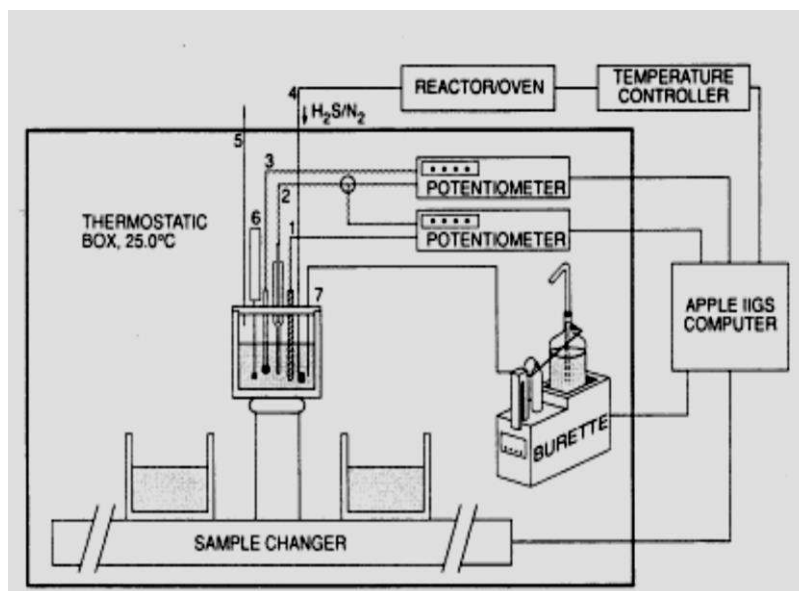 REACTOR/OVEN
TEMPERATURE
CONTROLLER
4
H₂S/N₂
5
3
POTENTIOMETER
2
THERMOSTATIC
BOX, 25.0°C
6
1
POTENTIOMETER
7
APPLE IIGS
COMPUTER
BURETTE
SAMPLE CHANGER